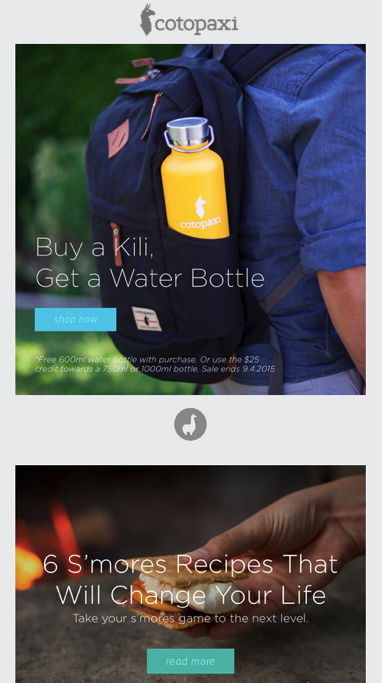 cotopaxi
cotopaxi
Buy a Kili,
Get a Water Bottle
shop now
*Free 600ml water bottle with purchase. Or use the $25
credit towards a 750ml or 1000ml bottle. Sale ends 9.4.2015
6 S'mores Recipes That
Will Change Your Life
Take your s'mores game to the next level.
read more